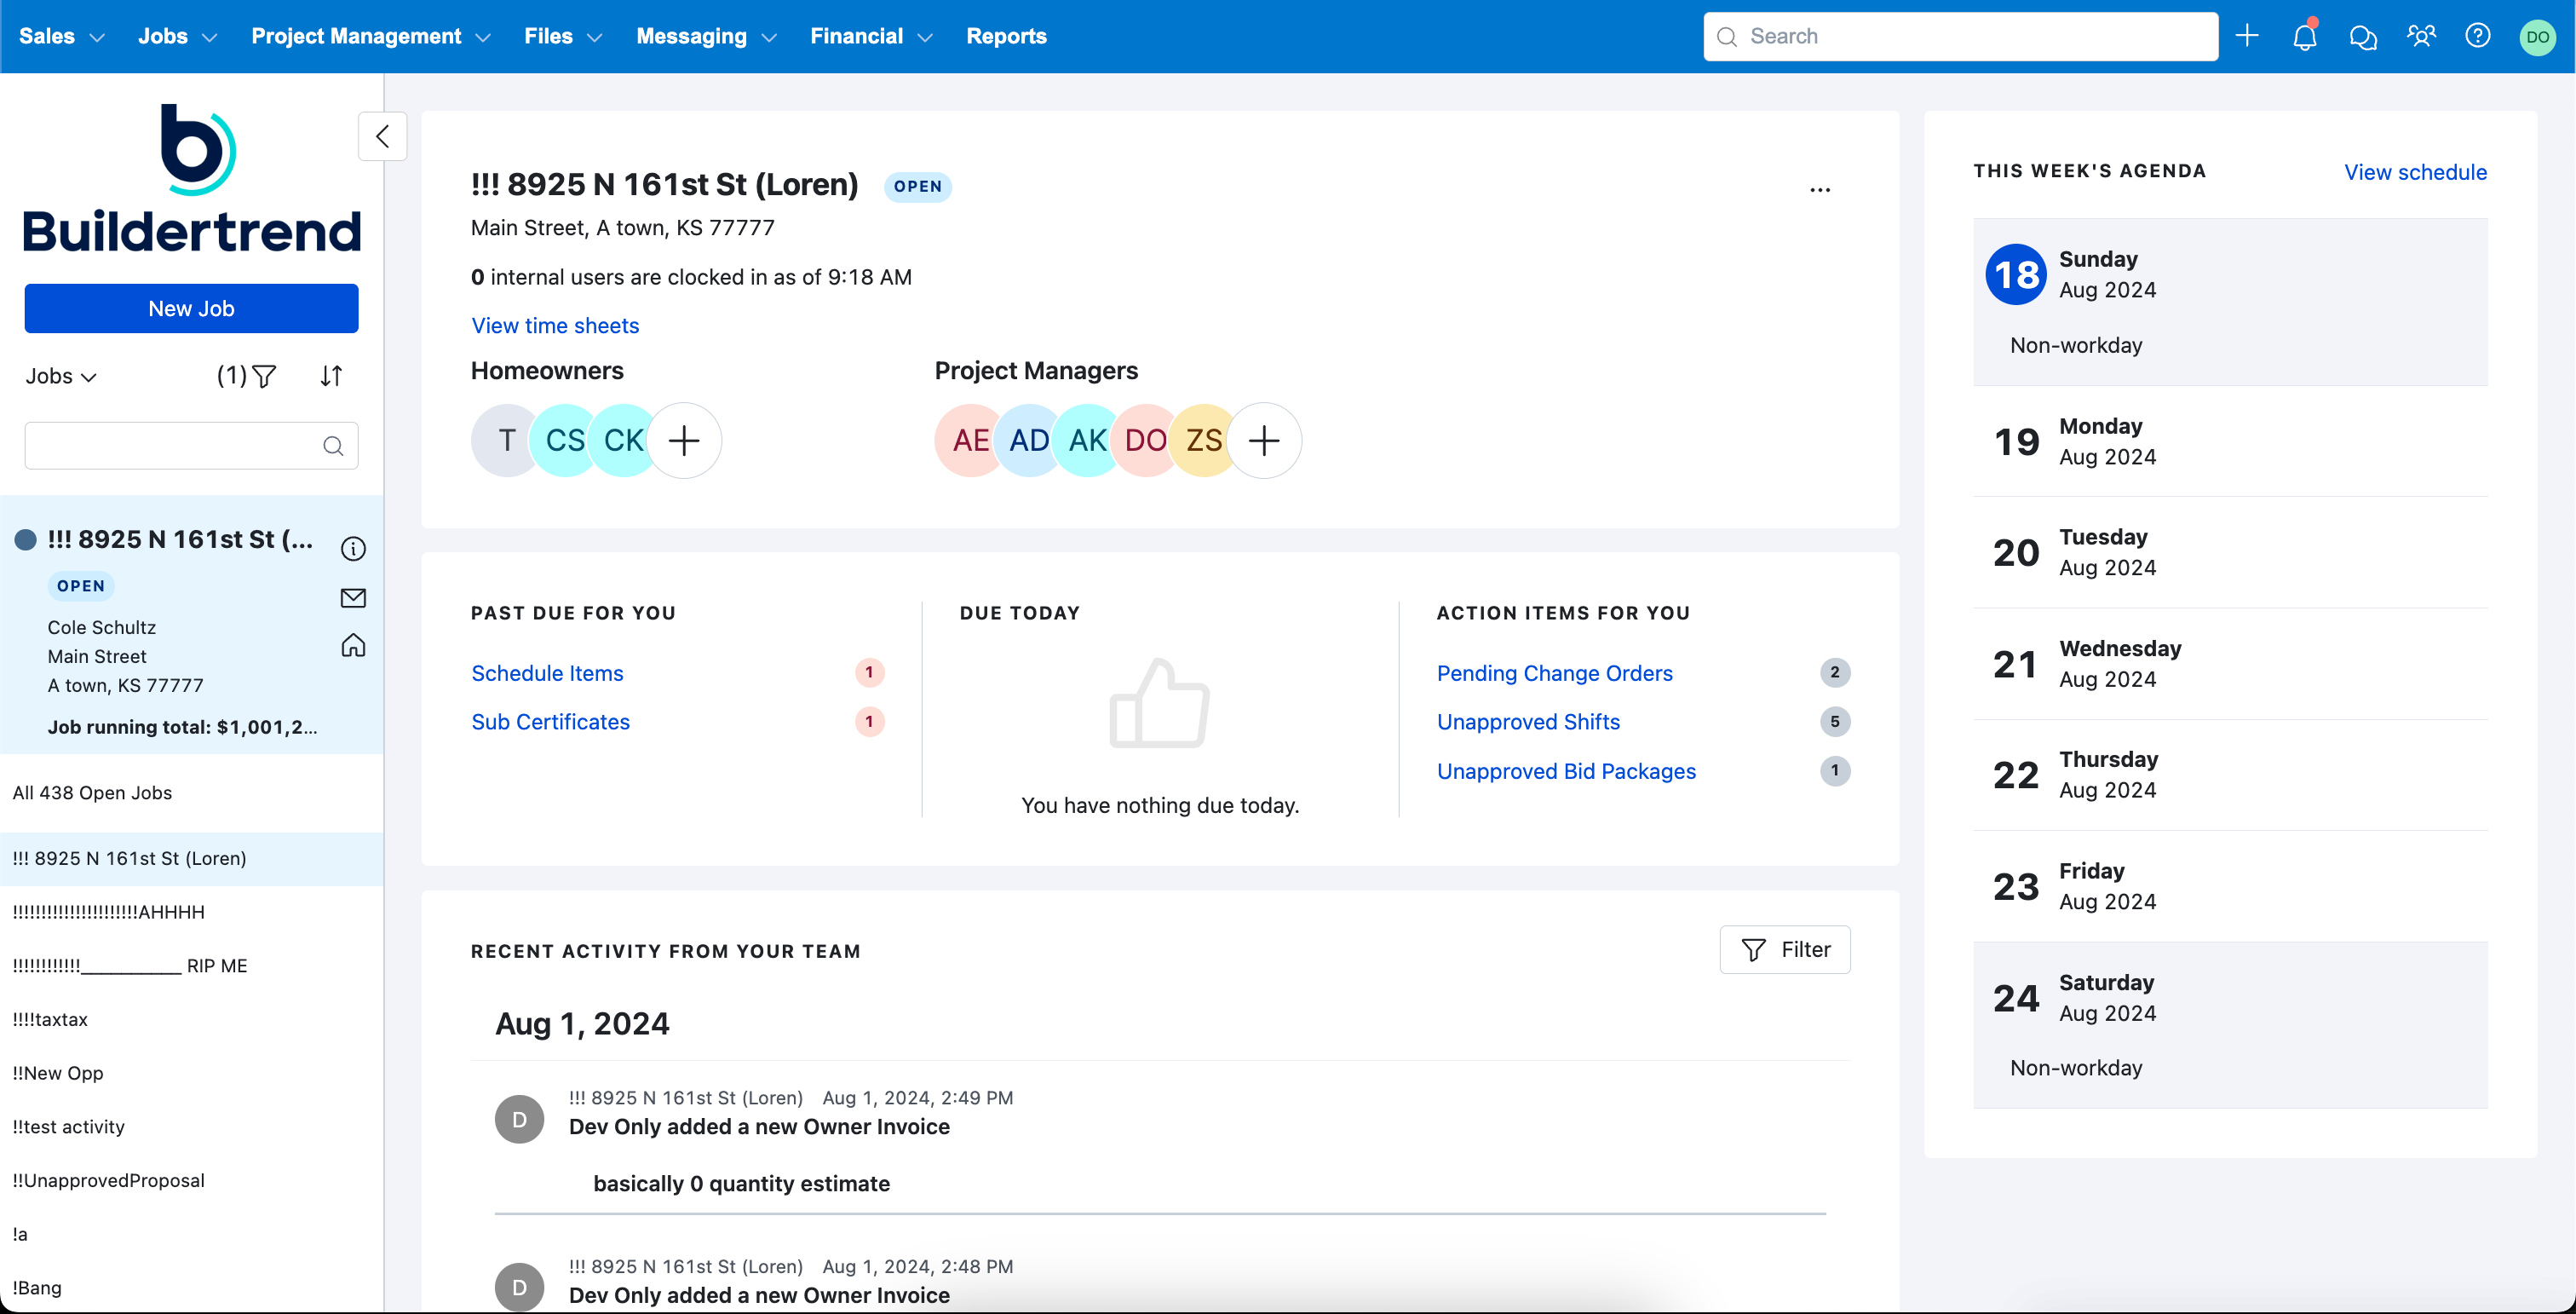 Sales
Jobs
Project Management
Files
Messaging
Financial
Reports
Search
DO
Buildertrend
New Job
Jobs
(1)
!!! 8925 N 161st St (...
OPEN
Cole Schultz
Main Street
A town, KS 77777
Job running total: $1,001,2...
All 438 Open Jobs
!!! 8925 N 161st St (Loren)
!!!!!!!!!!!!!!!!!!!!!!AHHHH
!!!!!!!!!!!!__________ RIP ME
!!!!taxtax
!!New Opp
!!test activity
!!UnapprovedProposal
!a
!Bang
!!! 8925 N 161st St (Loren) OPEN
...
Main Street, A town, KS 77777
0 internal users are clocked in as of 9:18 AM
View time sheets
Homeowners
T CS CK
Project Managers
AE AD AK DO ZS
PAST DUE FOR YOU
Schedule Items 1
Sub Certificates 1
DUE TODAY
You have nothing due today.
ACTION ITEMS FOR YOU
Pending Change Orders 2
Unapproved Shifts 5
Unapproved Bid Packages 1
RECENT ACTIVITY FROM YOUR TEAM
Filter
Aug 1, 2024
D
!!! 8925 N 161st St (Loren) Aug 1, 2024, 2:49 PM
Dev Only added a new Owner Invoice
basically 0 quantity estimate
D
!!! 8925 N 161st St (Loren) Aug 1, 2024, 2:48 PM
Dev Only added a new Owner Invoice
THIS WEEK'S AGENDA
View schedule
18 Sunday
Aug 2024
Non-workday
19 Monday
Aug 2024
20 Tuesday
Aug 2024
21 Wednesday
Aug 2024
22 Thursday
Aug 2024
23 Friday
Aug 2024
24 Saturday
Aug 2024
Non-workday